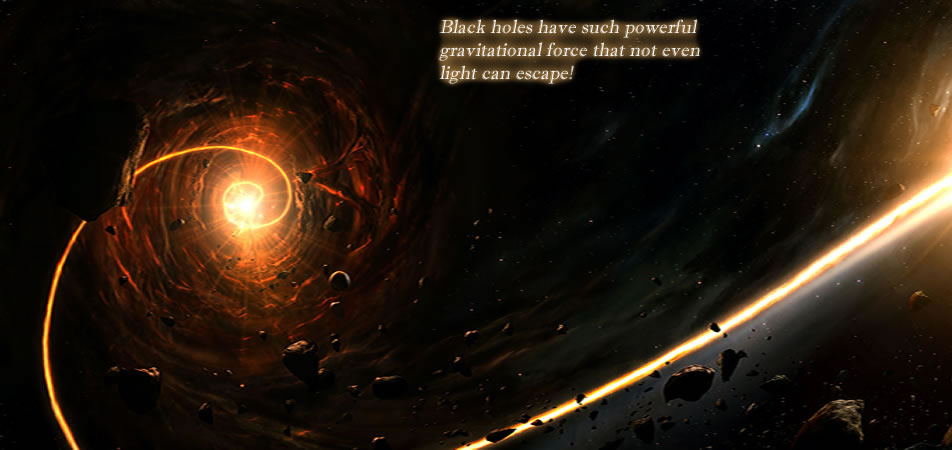 Black holes have such powerful
gravitational force that not even
light can escape!